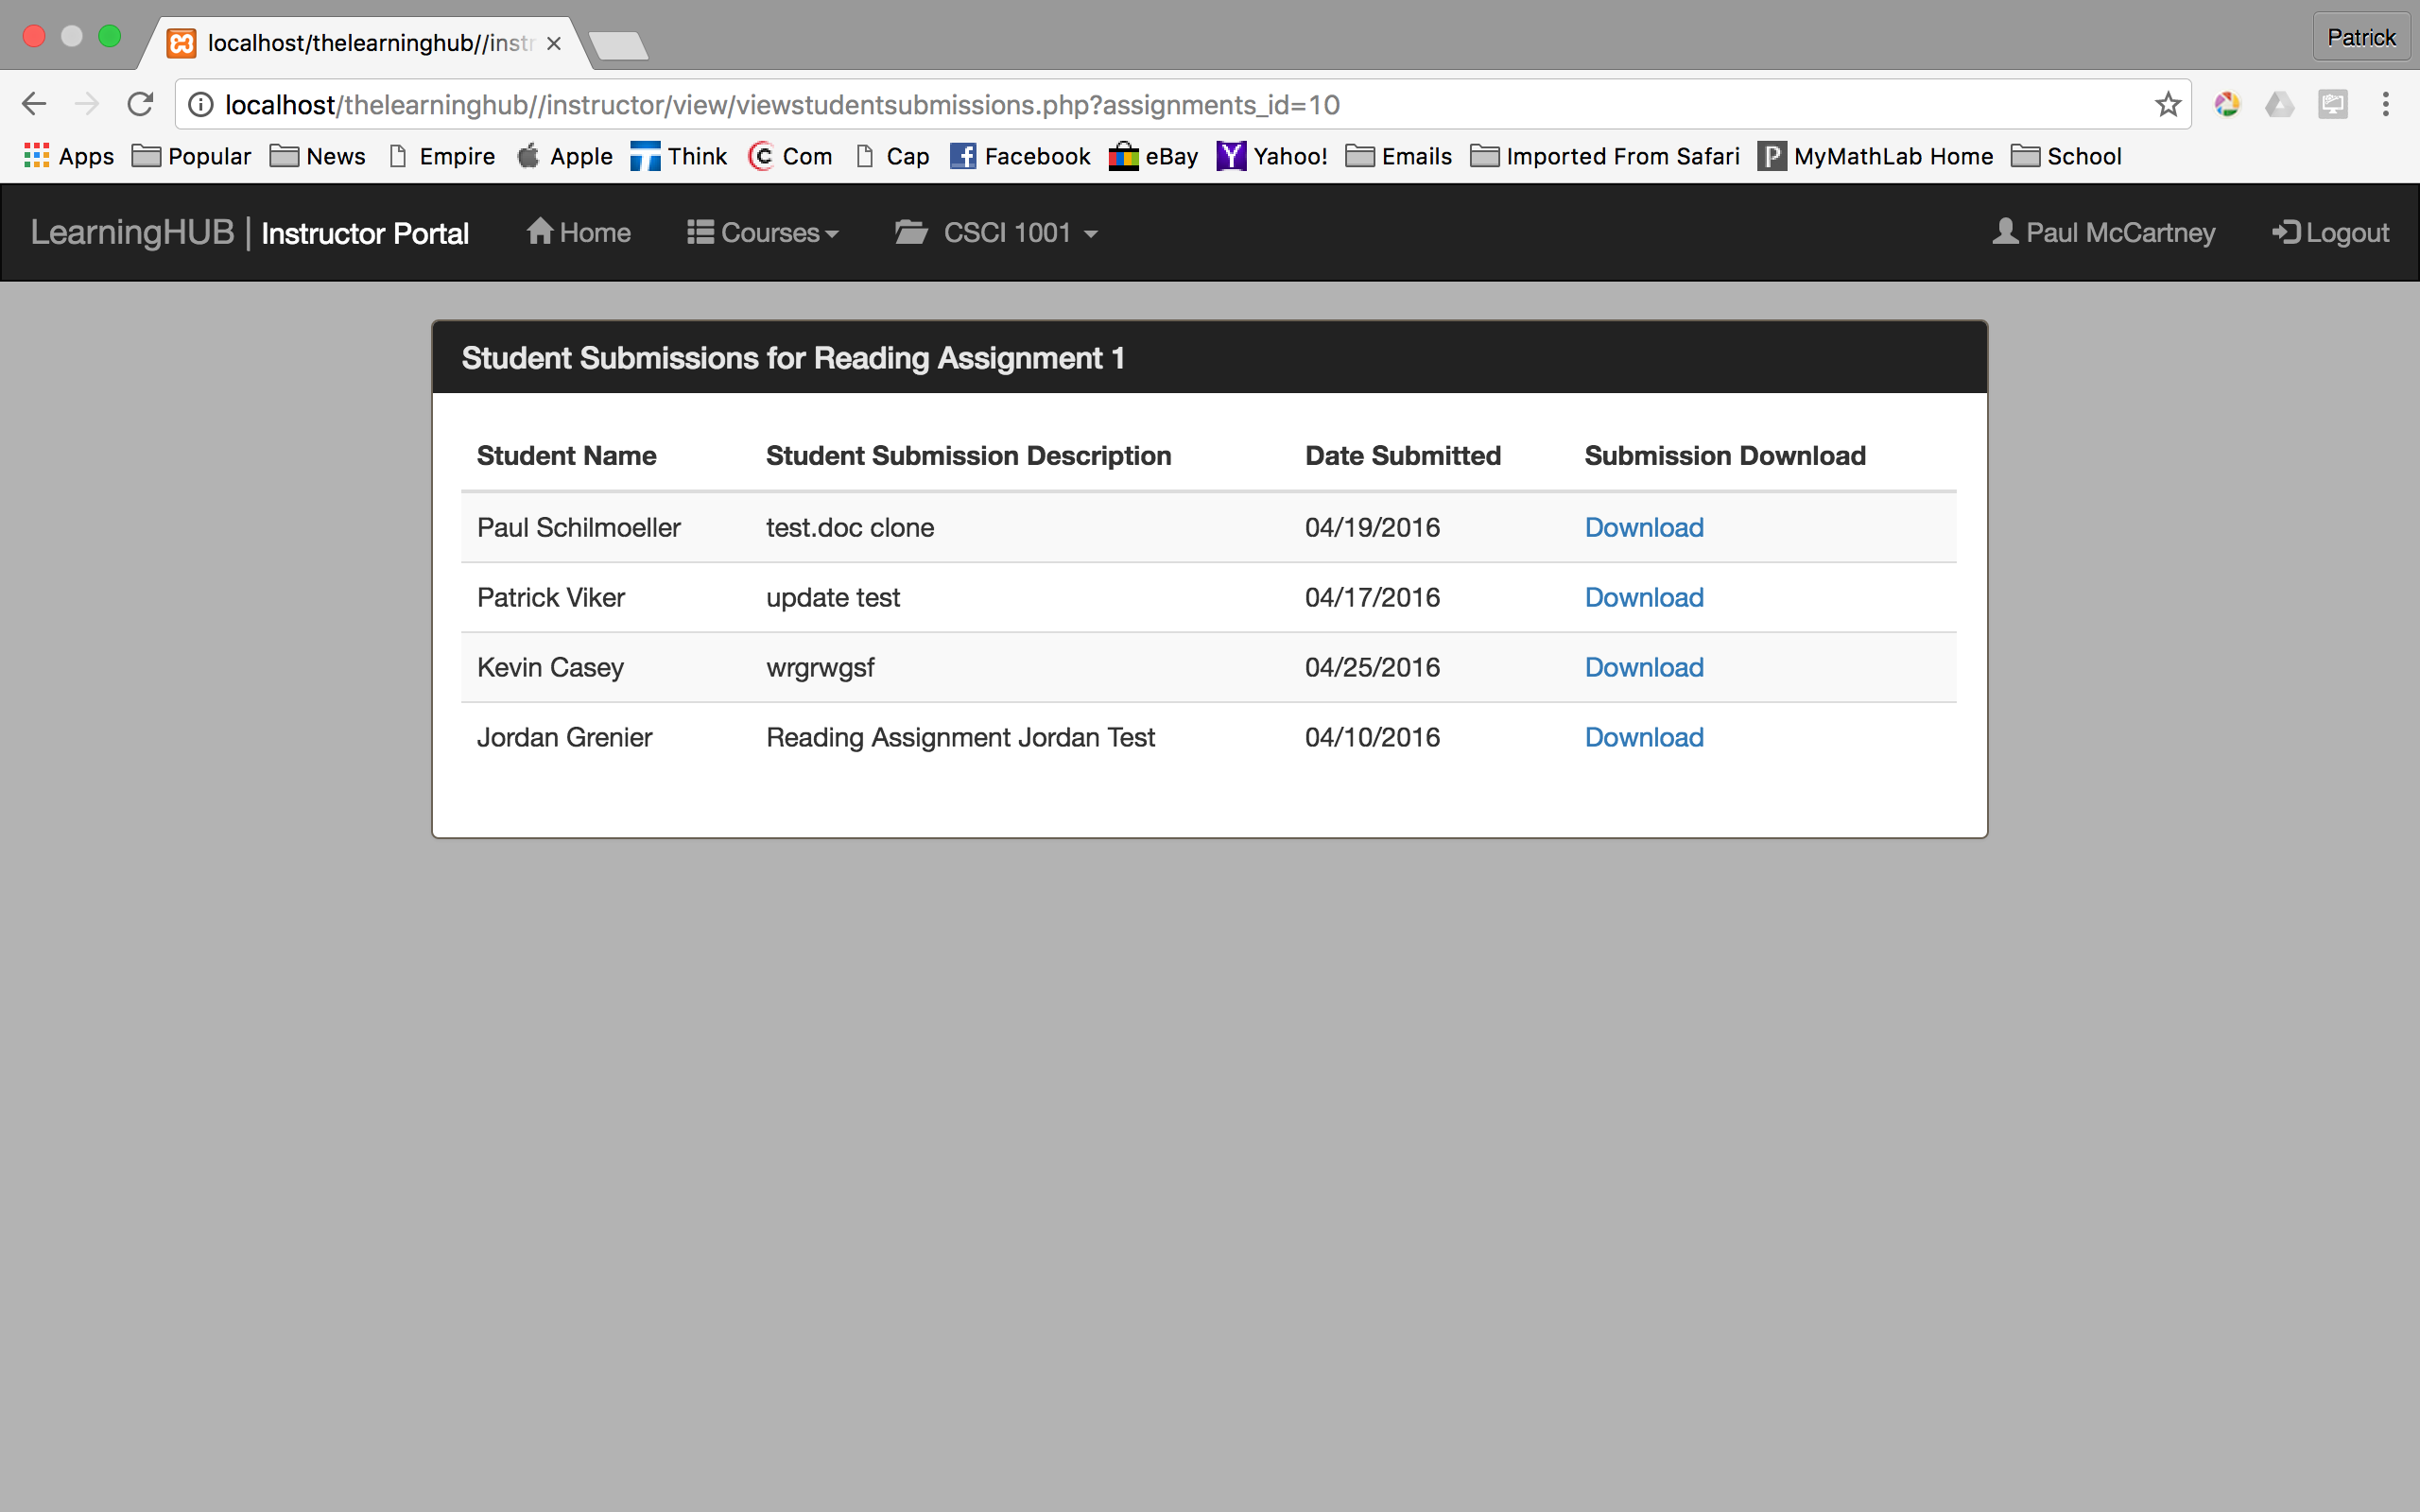 localhost/thelearninghub//inst
Patrick
localhost/thelearninghub//instructor/view/viewstudentsubmissions.php?assignments_id=10
Apps Popular News Empire Apple Think Com Cap Facebook eBay Yahoo! Emails Imported From Safari MyMathLab Home School
LearningHUB | Instructor Portal Home Courses CSCI 1001 Paul McCartney Logout
Student Submissions for Reading Assignment 1
Student Name Student Submission Description Date Submitted Submission Download
Paul Schilmoeller test.doc clone 04/19/2016 Download
Patrick Viker update test 04/17/2016 Download
Kevin Casey wrgrwgsf 04/25/2016 Download
Jordan Grenier Reading Assignment Jordan Test 04/10/2016 Download